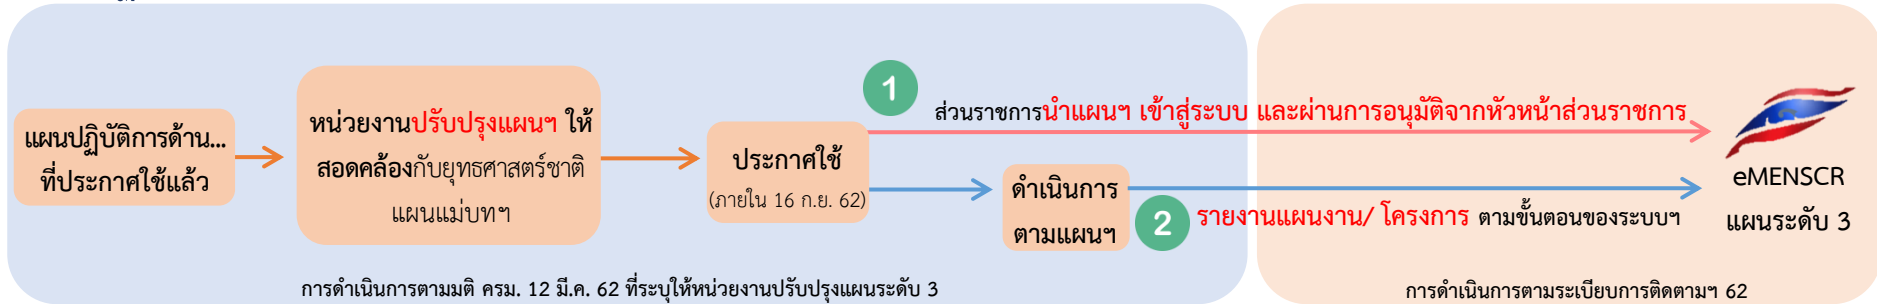 แผนปฏิบัติการด้าน...
ที่ประกาศใช้แล้ว
หน่วยงานปรับปรุงแผนฯ ให้
สอดคล้องกับยุทธศาสตร์ชาติ
แผนแม่บทฯ
ประกาศใช้
(ภายใน 16 ก.ย. 62)
1
ส่วนราชการนำแผนฯ เข้าสู่ระบบ และผ่านการอนุมัติจากหัวหน้าส่วนราชการ
ดำเนินการ
ตามแผนฯ
2
รายงานแผนงาน/ โครงการ ตามขั้นตอนของระบบฯ
eMENSCR
แผนระดับ 3
การดำเนินการตามมติ ครม. 12 มี.ค. 62 ที่ระบุให้หน่วยงานปรับปรุงแผนระดับ 3
การดำเนินการตามระเบียบการติดตามฯ 62